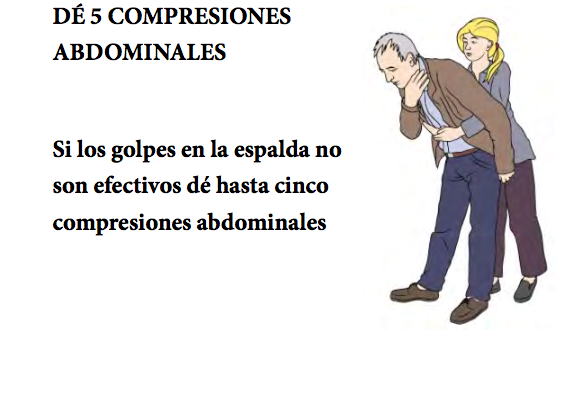 DÉ 5 COMPRESIONES
ABDOMINALES
Si los golpes en la espalda no
son efectivos dé hasta cinco
compresiones abdominales